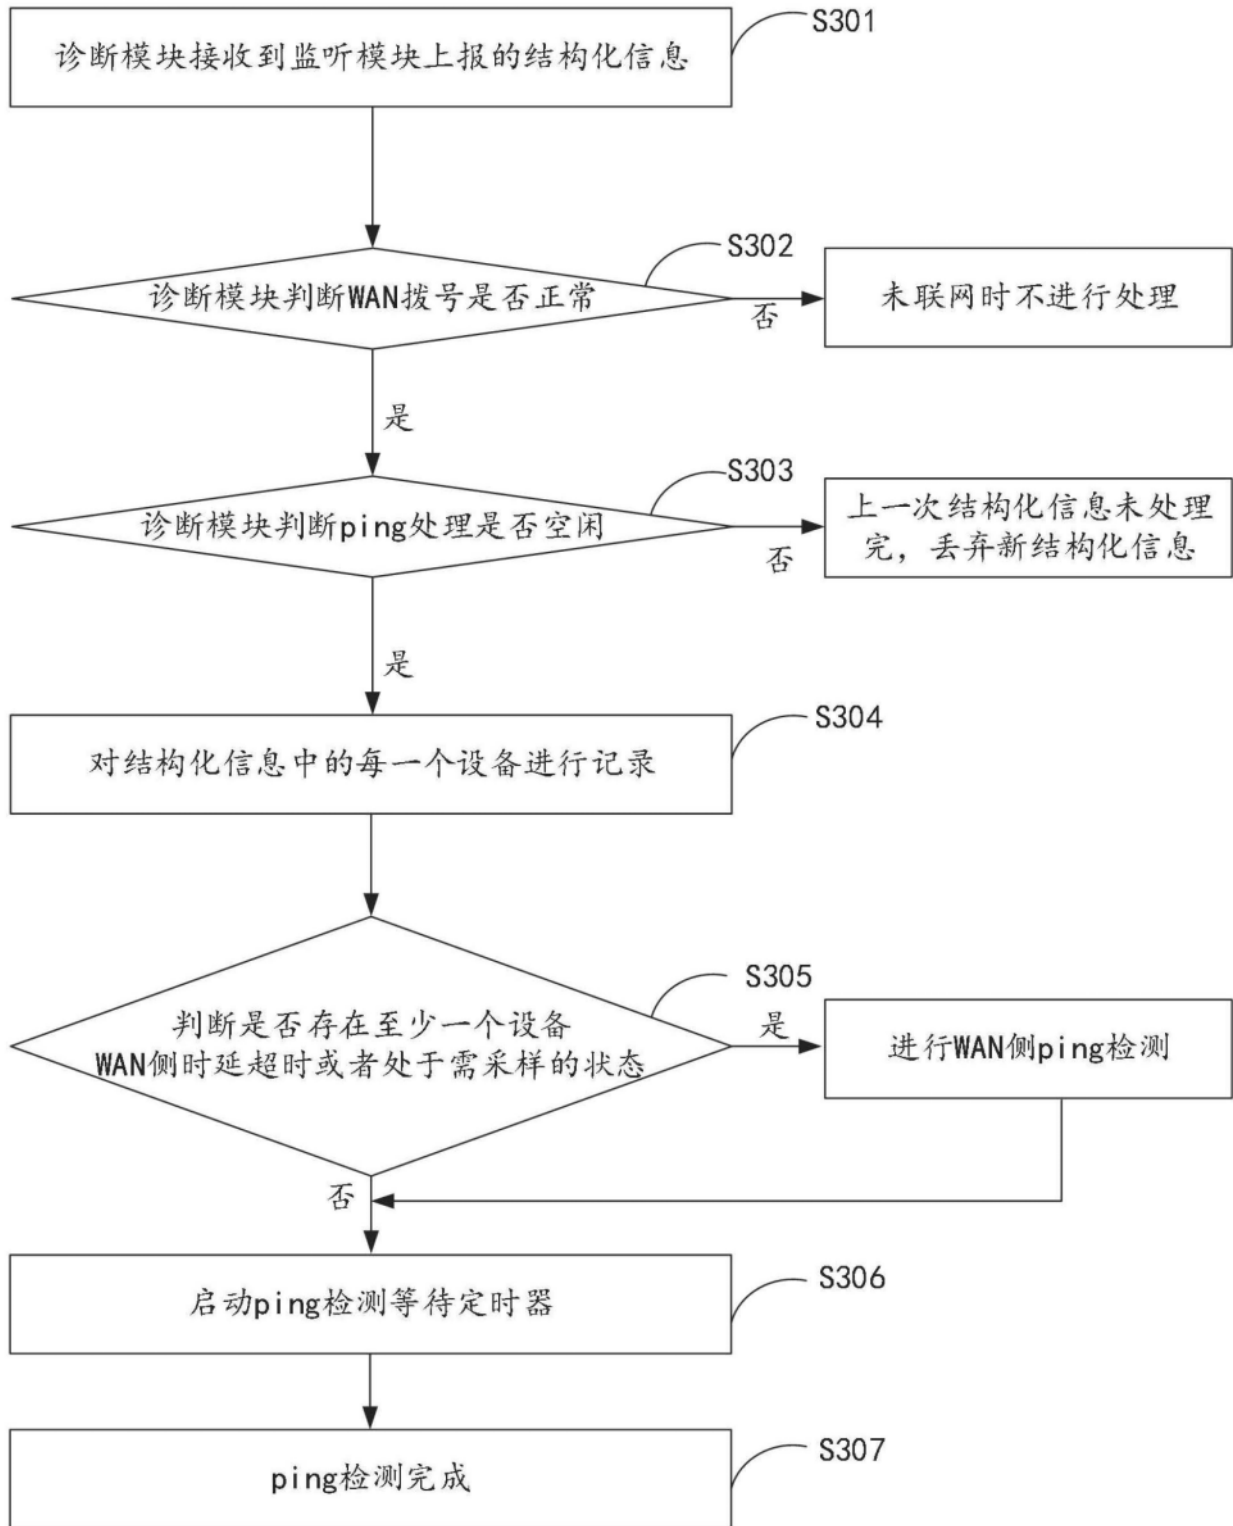 S301
诊断模块接收到监听模块上报的结构化信息
S302
诊断模块判断WAN拨号是否正常
否
未联网时不进行处理
是
S303
诊断模块判断ping处理是否空闲
否
上一次结构化信息未处理
完，丢弃新结构化信息
是
S304
对结构化信息中的每一个设备进行记录
S305
判断是否存在至少一个设备
WAN侧时延超时或者处于需采样的状态
是
进行WAN侧ping检测
否
S306
启动ping检测等待定时器
S307
ping检测完成